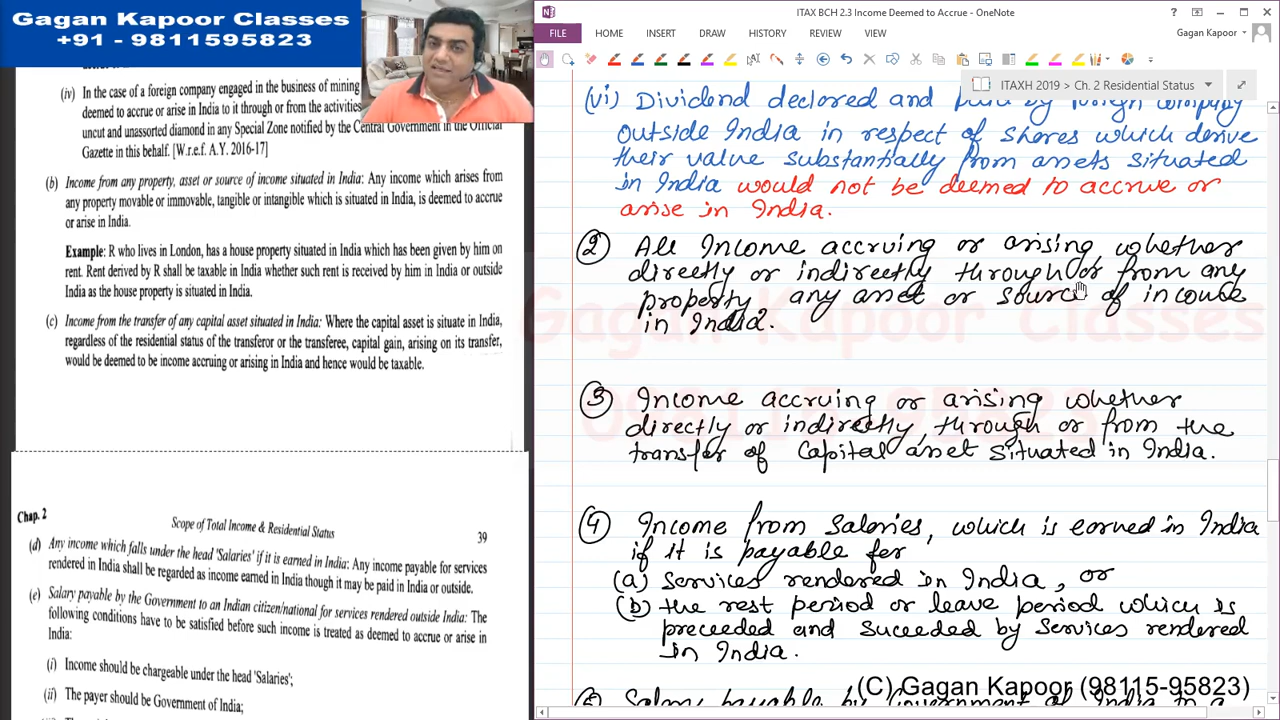 Gagan Kapoor Classes
+91 - 9811595823
(iv) In the case of a foreign company engaged in the business of mining
deemed to accrue or arise in India to it through or from the activities
uncut and unassorted diamond in any Special Zone notified by the Central Government in the Official
Gazette in this behalf. [W.r.e.f. A.Y. 2016-17]
(b) Income from any property, asset or source of income situated in India: Any income which arises from
any property movable or immovable, tangible or intangible which is situated in India, is deemed to accrue
or arise in India.
Example: R who lives in London, has a house property situated in India which has been given by him on
rent. Rent derived by R shall be taxable in India whether such rent is received by him in India or outside
India as the house property is situated in India.
(c) Income from the transfer of any capital asset situated in India: Where the capital asset is situate in India,
regardless of the residential status of the transferor or the transferee, capital gain, arising on its transfer,
would be deemed to be income accruing or arising in India and hence would be taxable.
Chap. 2
Scope of Total Income & Residential Status
39
(d) Any income which falls under the head 'Salaries' if it is earned in India: Any income payable for services
rendered in India shall be regarded as income earned in India though it may be paid in India or outside.
(e) Salary payable by the Government to an Indian citizen/national for services rendered outside India: The
following conditions have to be satisfied before such income is treated as deemed to accrue or arise in
India:
(i) Income should be chargeable under the head 'Salaries';
(ii) The payer should be Government of India;
ITAX BCH 2.3 Income Deemed to Accrue - OneNote
FILE HOME INSERT DRAW HISTORY REVIEW VIEW
Gagan Kapoor
ITAXH 2019 > Ch. 2 Residential Status
(vi) Dividend declared and paid by foreign company
outside India in respect of shares which derive
their value substantially from assets situated
in India would not be deemed to accrue or
arise in India.
(2) All Income accruing or arising whether
directly or indirectly through or from any
property any asset or source of income
in India.
(3) Income accruing or arising whether
directly or indirectly, through or from the
transfer of Capital asset situated in India.
(4) Income from salaries, which is earned in India
if it is payable for
(a) Services rendered in India, or
(b) the rest period or leave period which is
preceeded and suceeded by services rendered
in India.
Salary payable by Government of India to a
(C) Gagan Kapoor (98115-95823)